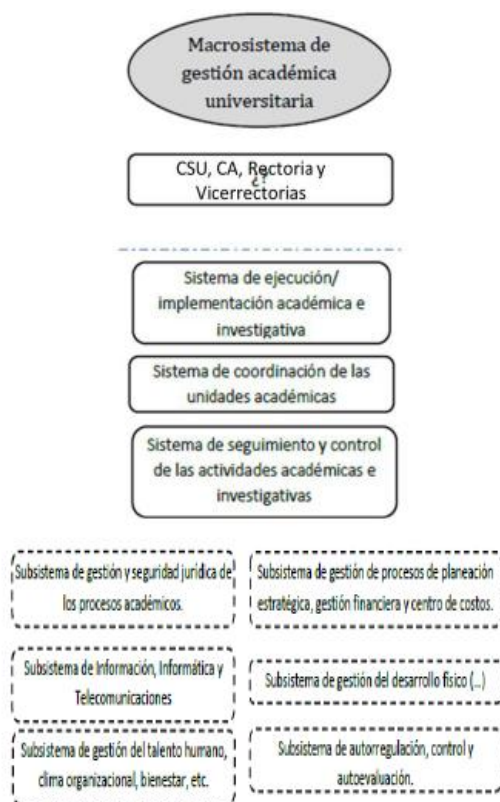 Macrosistema de
gestión académica
universitaria
CSU, CA, Rectoria y
¿?
Vicerrectorias
Sistema de ejecución/
implementación académica e
investigativa
Sistema de coordinación de las
unidades académicas
Sistema de seguimiento y control
de las actividades académicas e
investigativas
Subsistema de gestión y seguridad jurídica de
los procesos académicos.
Subsistema de gestión de procesos de planeación
estratégica, gestión financiera y centro de costos.
Subsistema de Información, Informática y
Telecomunicaciones
Subsistema de gestión del desarrollo físico (...)
Subsistema de gestión del talento humano,
clima organizacional, bienestar, etc.
Subsistema de autorregulación, control y
autoevaluación.